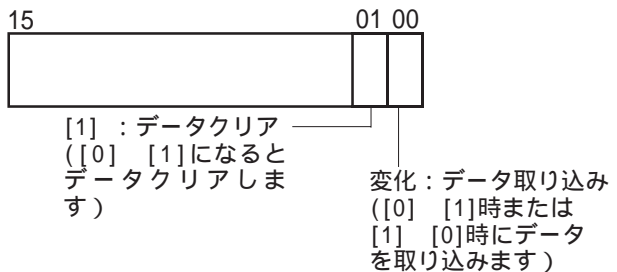 15 01 00
[1] :データクリア
([0] [1]になると
データクリアしま
す)
変化:データ取り込み
([0] [1]時または
[1] [0]時にデータ
を取り込みます)